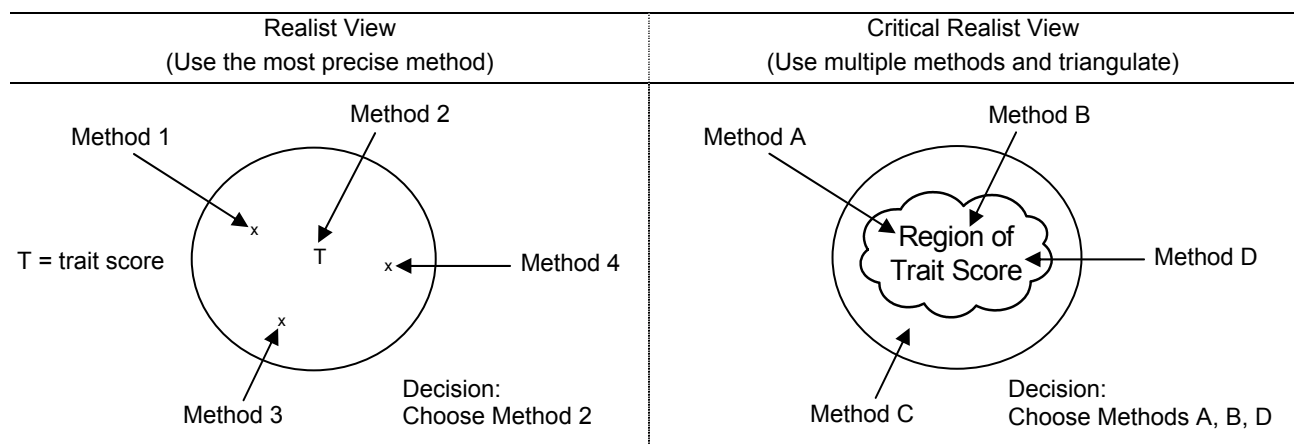 Realist View
(Use the most precise method)
Method 1
Method 2
T = trait score
x
T
x
Method 4
x
Method 3
Decision:
Choose Method 2
Critical Realist View
(Use multiple methods and triangulate)
Method A
Method B
Region of
Trait Score
Method D
Method C
Decision:
Choose Methods A, B, D